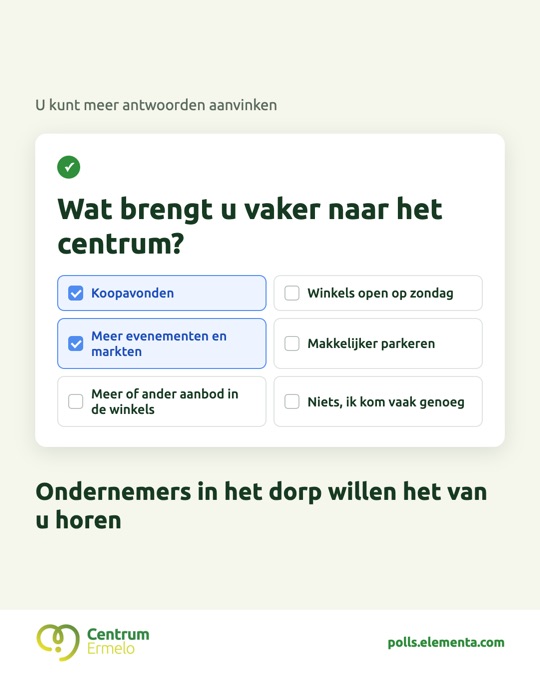 U kunt meer antwoorden aanvinken
Wat brengt u vaker naar het
centrum?
Koopavonden
Winkels open op zondag
Meer evenementen en
markten
Makkelijker parkeren
Meer of ander aanbod in
de winkels
Niets, ik kom vaak genoeg
Ondernemers in het dorp willen het van
u horen
Centrum
Ermelo
polls.elementa.com